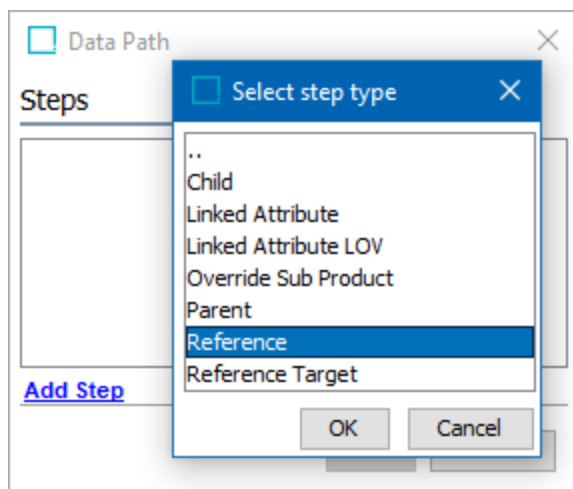 Data Path
Steps
Select step type
..
Child
Linked Attribute
Linked Attribute LOV
Override Sub Product
Parent
Reference
Reference Target
Add Step
OK
Cancel